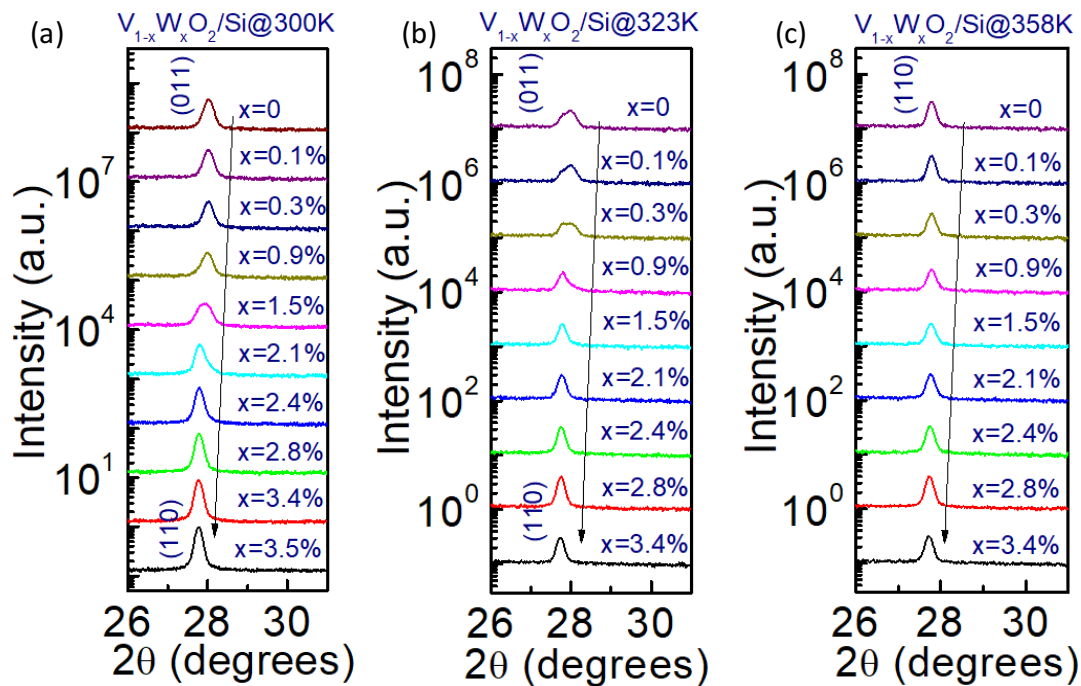 (a)
V1-xWxO2/Si@300K
(011)
x=0
x=0.1%
x=0.3%
x=0.9%
x=1.5%
x=2.1%
x=2.4%
x=2.8%
x=3.4%
x=3.5%
(110)
10^7
10^4
10^1
Intensity (a.u.)
26 28 30
2θ (degrees)
(b)
V1-xWxO2/Si@323K
(011)
x=0
x=0.1%
x=0.3%
x=0.9%
x=1.5%
x=2.1%
x=2.4%
x=2.8%
x=3.4%
(110)
10^8
10^6
10^4
10^2
10^0
Intensity (a.u.)
26 28 30
2θ (degrees)
(c)
V1-xWxO2/Si@358K
(110)
x=0
x=0.1%
x=0.3%
x=0.9%
x=1.5%
x=2.1%
x=2.4%
x=2.8%
x=3.4%
10^8
10^6
10^4
10^2
10^0
Intensity (a.u.)
26 28 30
2θ (degrees)